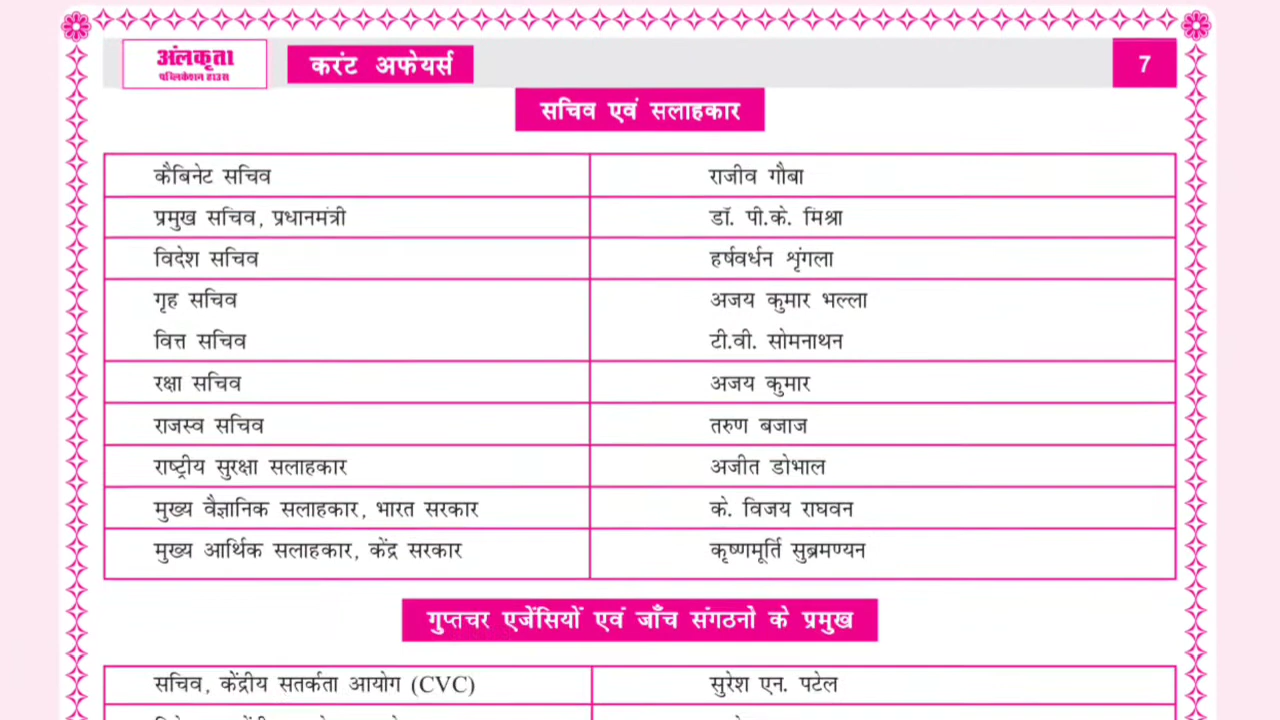 अंलकृता
पब्लिकेशन हाउस
करंट अफेयर्स
7
सचिव एवं सलाहकार
कैबिनेट सचिव राजीव गौबा
प्रमुख सचिव, प्रधानमंत्री डॉ. पी.के. मिश्रा
विदेश सचिव हर्षवर्धन शृंगला
गृह सचिव अजय कुमार भल्ला
वित्त सचिव टी.वी. सोमनाथन
रक्षा सचिव अजय कुमार
राजस्व सचिव तरुण बजाज
राष्ट्रीय सुरक्षा सलाहकार अजीत डोभाल
मुख्य वैज्ञानिक सलाहकार, भारत सरकार के. विजय राघवन
मुख्य आर्थिक सलाहकार, केंद्र सरकार कृष्णमूर्ति सुब्रमण्यन
गुप्तचर एजेंसियों एवं जाँच संगठनो के प्रमुख
सचिव, केंद्रीय सतर्कता आयोग (CVC) सुरेश एन. पटेल